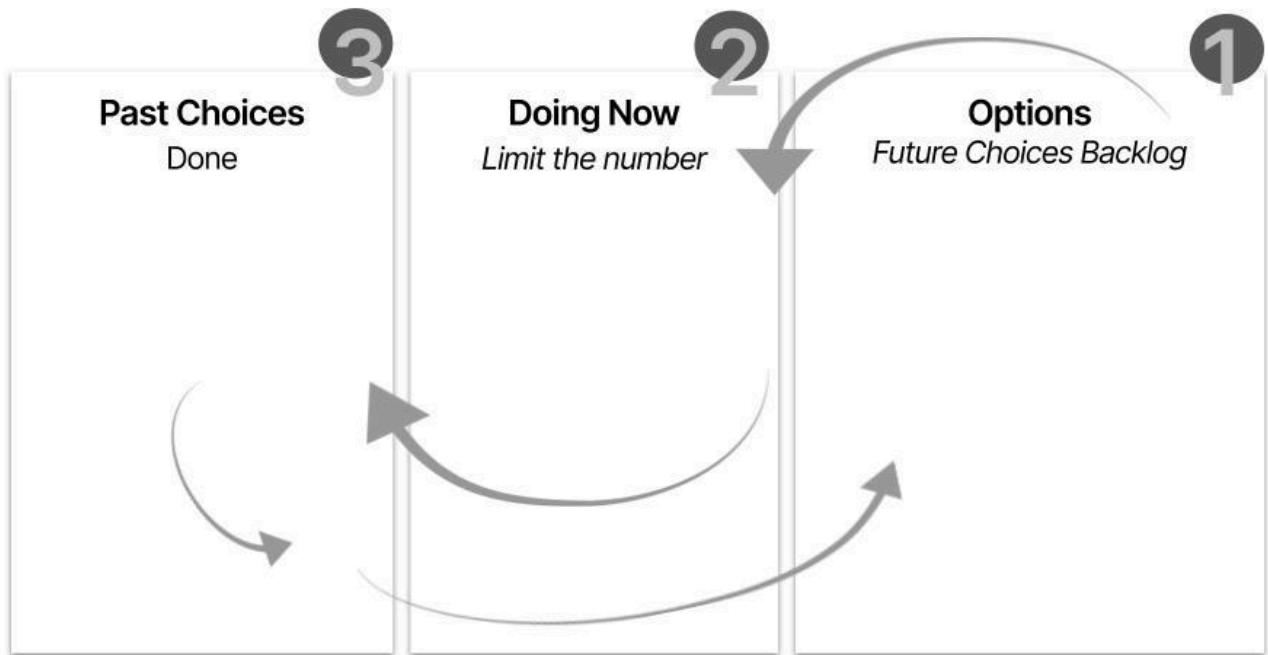 3
Past Choices
Done
2
Doing Now
Limit the number
1
Options
Future Choices Backlog